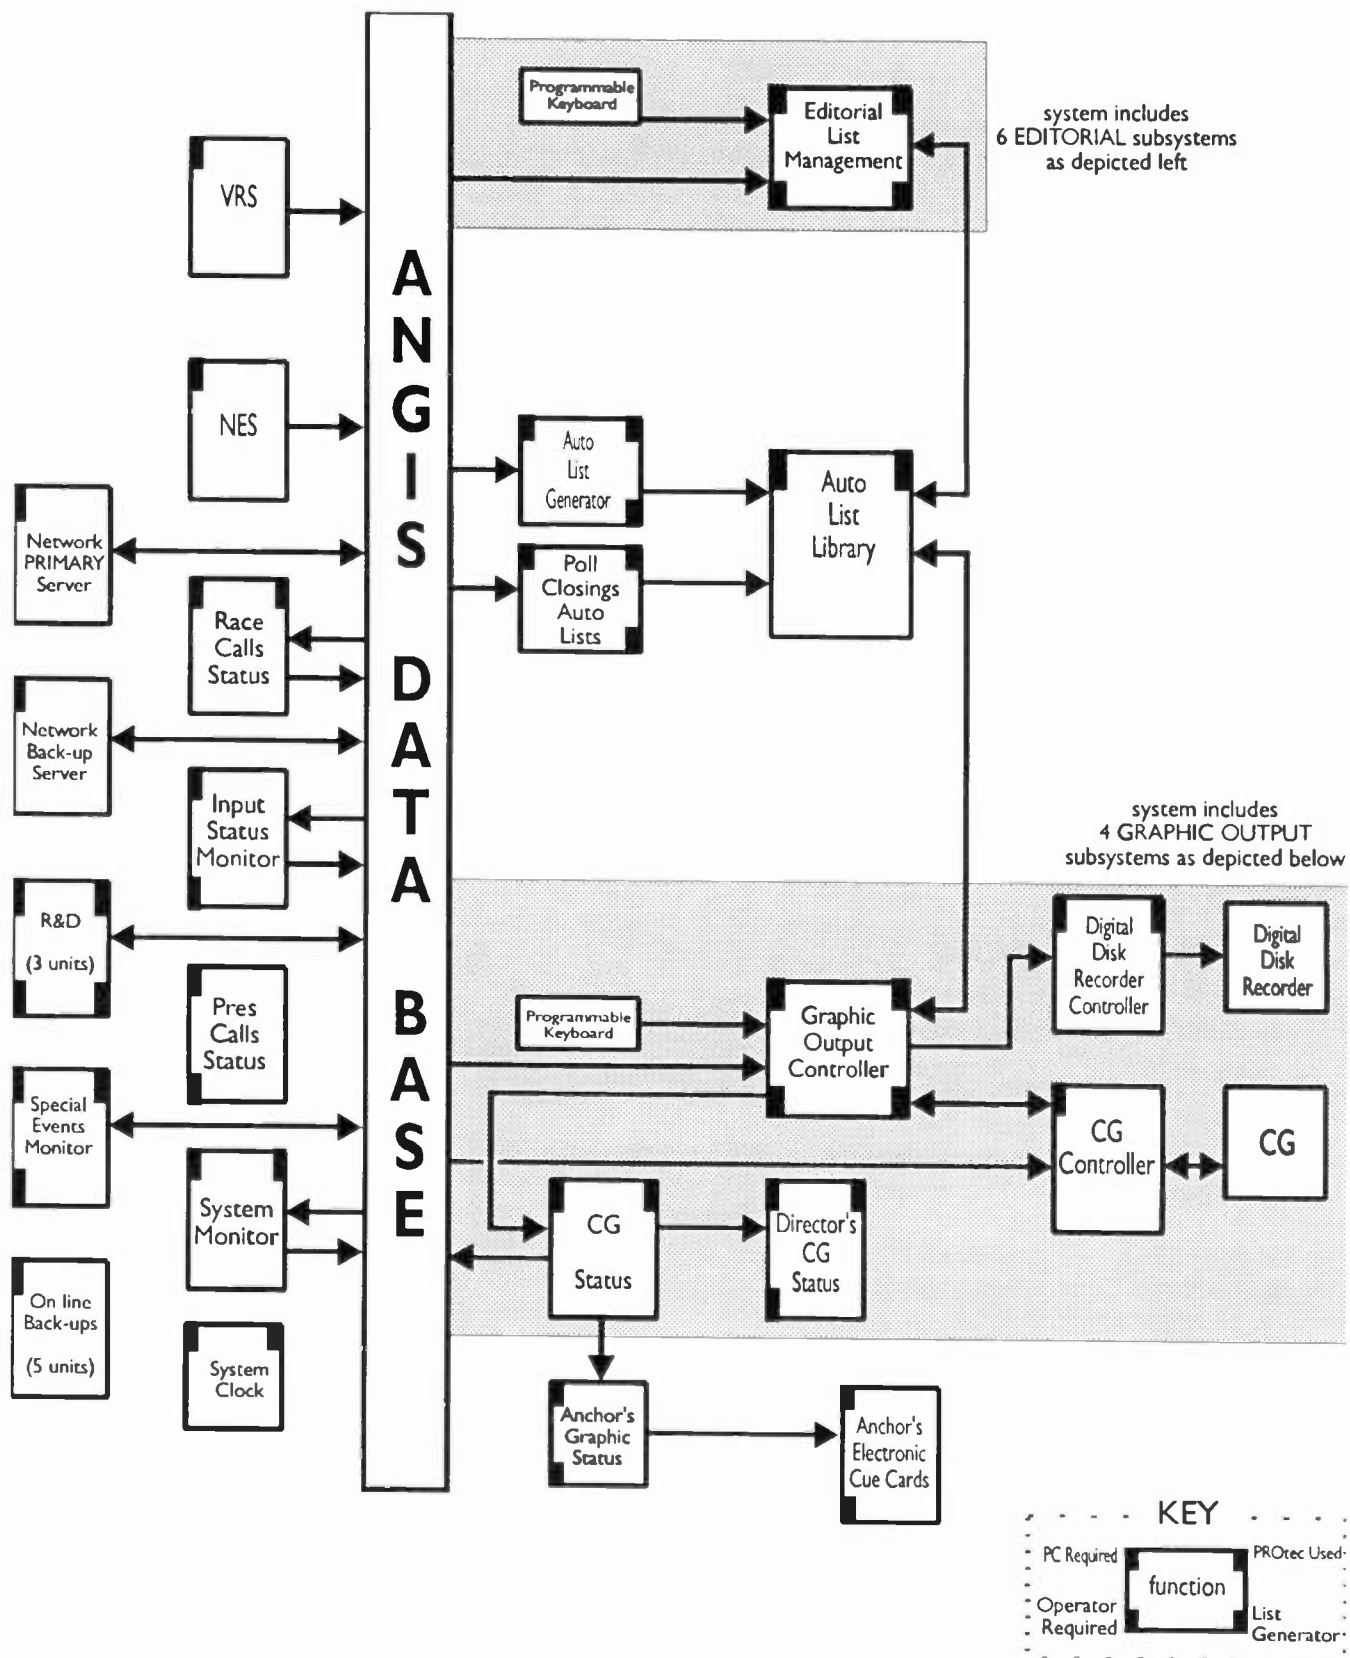 Programmable
Keyboard
Editorial
List
Management
system includes
6 EDITORIAL subsystems
as depicted left
VRS
NES
Network
PRIMARY
Server
Race
Calls
Status
Network
Back-up
Server
Input
Status
Monitor
R&D
(3 units)
Pres
Calls
Status
Special
Events
Monitor
System
Monitor
On line
Back-ups
(5 units)
System
Clock
ANGIS DATA BASE
Auto
List
Generator
Poll
Closings
Auto
Lists
Auto
List
Library
system includes
4 GRAPHIC OUTPUT
subsystems as depicted below
Programmable
Keyboard
Graphic
Output
Controller
Digital
Disk
Recorder
Controller
Digital
Disk
Recorder
CG
Controller
CG
CG
Status
Director's
CG
Status
Anchor's
Graphic
Status
Anchor's
Electronic
Cue Cards
KEY
PC Required
PROtec Used
function
Operator
Required
List
Generator